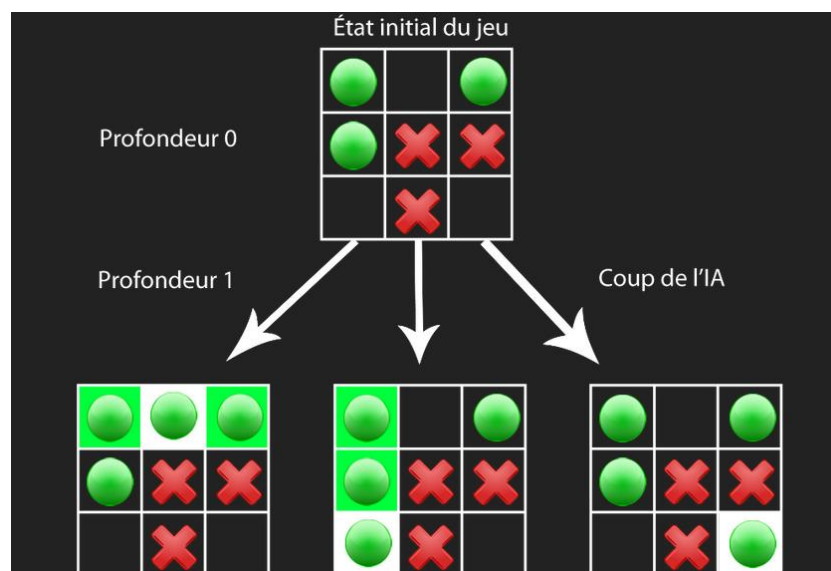 État initial du jeu
Profondeur 0
Profondeur 1
Coup de l'IA